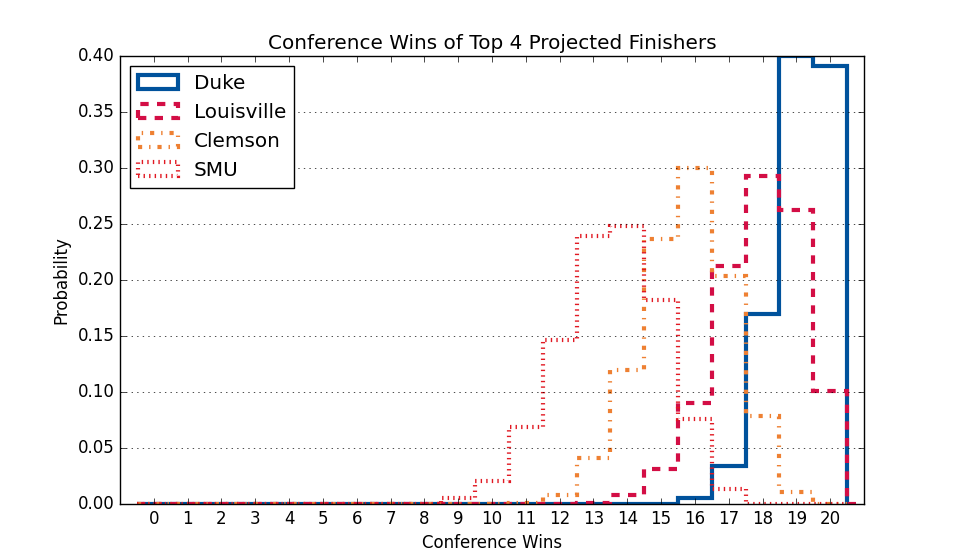 Conference Wins of Top 4 Projected Finishers
0.40
0.35
0.30
0.25
0.20
0.15
0.10
0.05
0.00
Probability
Duke
Louisville
Clemson
SMU
0 1 2 3 4 5 6 7 8 9 10 11 12 13 14 15 16 17 18 19 20
Conference Wins